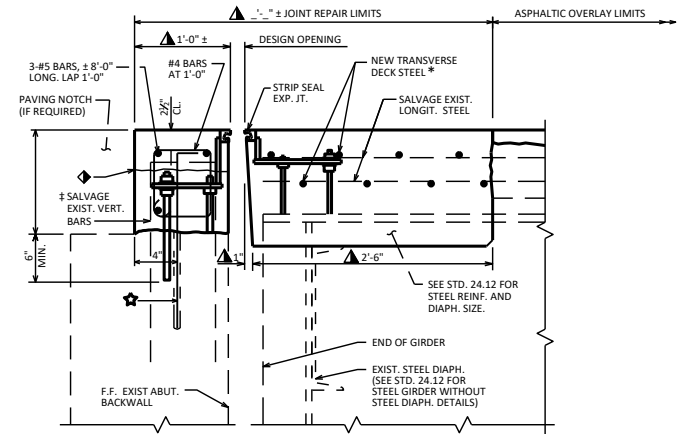 _'-_" ± JOINT REPAIR LIMITS
ASPHALTIC OVERLAY LIMITS
1'-0" ±
DESIGN OPENING
3-#5 BARS, ± 8'-0"
LONG. LAP 1'-0"
#4 BARS
AT 1'-0"
NEW TRANSVERSE
DECK STEEL *
PAVING NOTCH
(IF REQUIRED)
2½"
CL.
STRIP SEAL
EXP. JT.
SALVAGE EXIST.
LONGIT. STEEL
‡ SALVAGE
EXIST. VERT.
BARS
6"
MIN.
4"
1"
2'-6"
SEE STD. 24.12 FOR
STEEL REINF. AND
DIAPH. SIZE.
END OF GIRDER
EXIST. STEEL DIAPH.
(SEE STD. 24.12 FOR
STEEL GIRDER WITHOUT
STEEL DIAPH. DETAILS)
F.F. EXIST ABUT.
BACKWALL